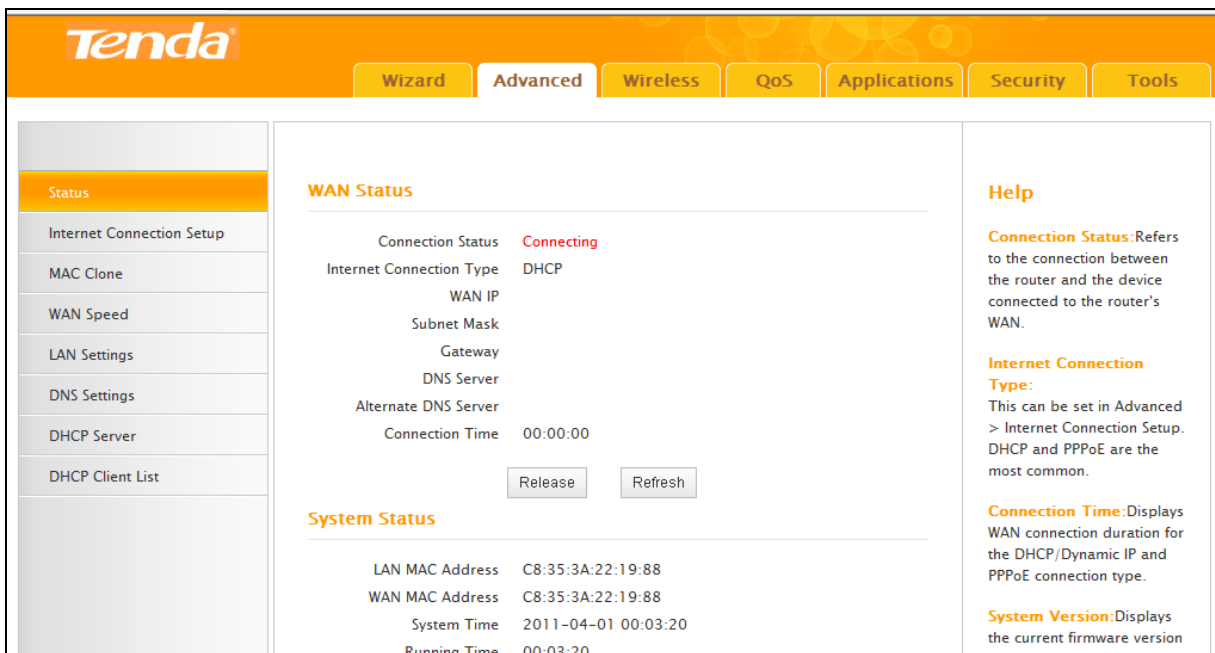 Tenda®
Wizard
Advanced
Wireless
QoS
Applications
Security
Tools
Status
Internet Connection Setup
MAC Clone
WAN Speed
LAN Settings
DNS Settings
DHCP Server
DHCP Client List
WAN Status
Connection Status Connecting
Internet Connection Type DHCP
WAN IP
Subnet Mask
Gateway
DNS Server
Alternate DNS Server
Connection Time 00:00:00
Release Refresh
System Status
LAN MAC Address C8:35:3A:22:19:88
WAN MAC Address C8:35:3A:22:19:88
System Time 2011-04-01 00:03:20
Running Time 00:03:20
Help
Connection Status:Refers
to the connection between
the router and the device
connected to the router's
WAN.
Internet Connection
Type:
This can be set in Advanced
> Internet Connection Setup.
DHCP and PPPoE are the
most common.
Connection Time:Displays
WAN connection duration for
the DHCP/Dynamic IP and
PPPoE connection type.
System Version:Displays
the current firmware version